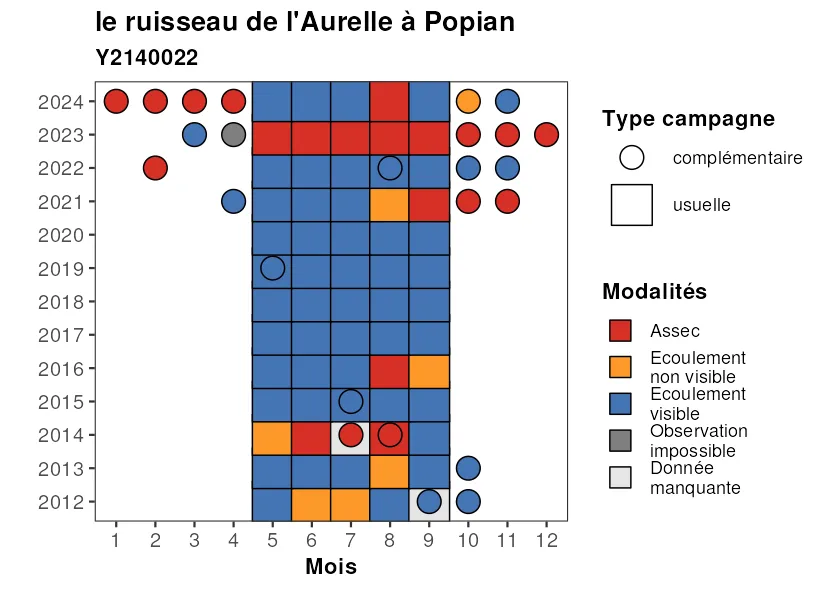 le ruisseau de l'Aurelle à Popian
Y2140022
2024
2023
2022
2021
2020
2019
2018
2017
2016
2015
2014
2013
2012
1 2 3 4 5 6 7 8 9 10 11 12
Mois
Type campagne
complémentaire
usuelle
Modalités
Assec
Ecoulement
non visible
Ecoulement
visible
Observation
impossible
Donnée
manquante